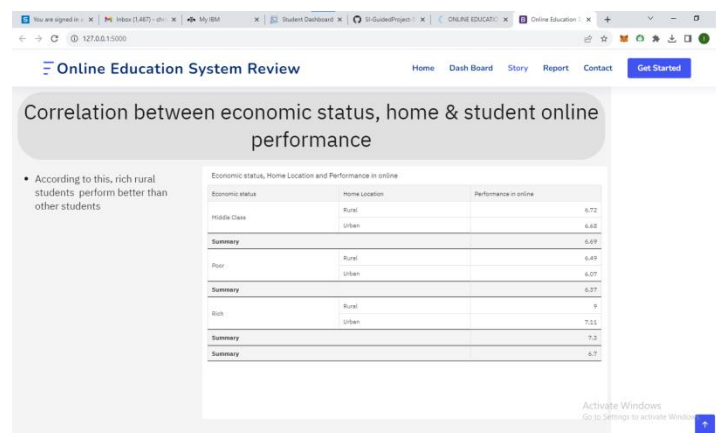 You are signed in a
Inbox (1,467) - chri
My IBM
Student Dashboard
SI-GuidedProject-
ONLINE EDUCATIO
Online Education
127.0.0.1:5000
Online Education System Review
Home Dash Board Story Report Contact Get Started
Correlation between economic status, home & student online
performance
• According to this, rich rural
students perform better than
other students
Economic status, Home Location and Performance in online
Economic status Home Location Performance in online
Middle Class Rural 6.72
Urban 6.68
Summary 6.69
Poor Rural 6.49
Urban 6.07
Summary 6.37
Rich Rural 9
Urban 7.11
Summary 7.3
Summary 6.7
Activate Windows
Go to Settings to activate Windows